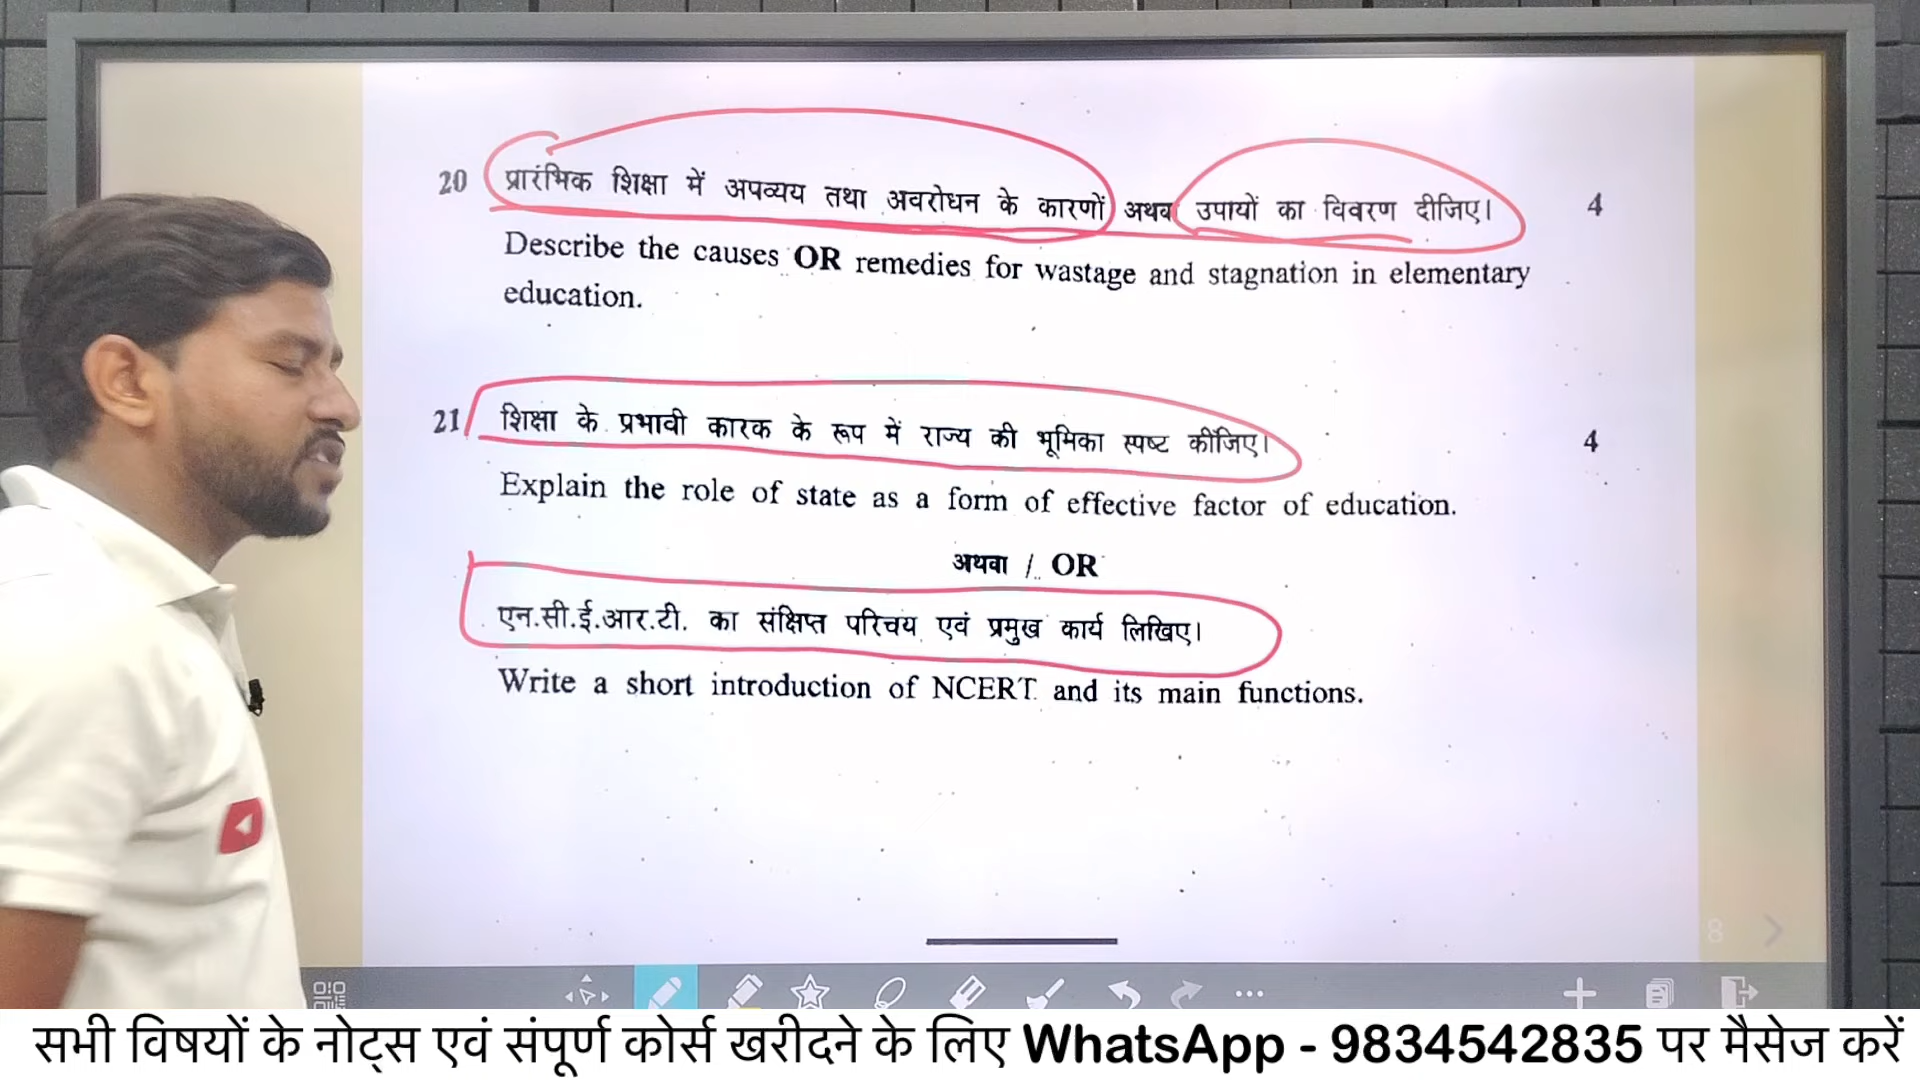 20 प्रारंभिक शिक्षा में अपव्यय तथा अवरोधन के कारणों अथवा उपायों का विवरण दीजिए। 4
Describe the causes OR remedies for wastage and stagnation in elementary
education.
21 शिक्षा के प्रभावी कारक के रूप में राज्य की भूमिका स्पष्ट कीजिए। 4
Explain the role of state as a form of effective factor of education.
अथवा / OR
एन.सी.ई.आर.टी. का संक्षिप्त परिचय एवं प्रमुख कार्य लिखिए।
Write a short introduction of NCERT and its main functions.
8
सभी विषयों के नोट्स एवं संपूर्ण कोर्स खरीदने के लिए WhatsApp - 9834542835 पर मैसेज करें